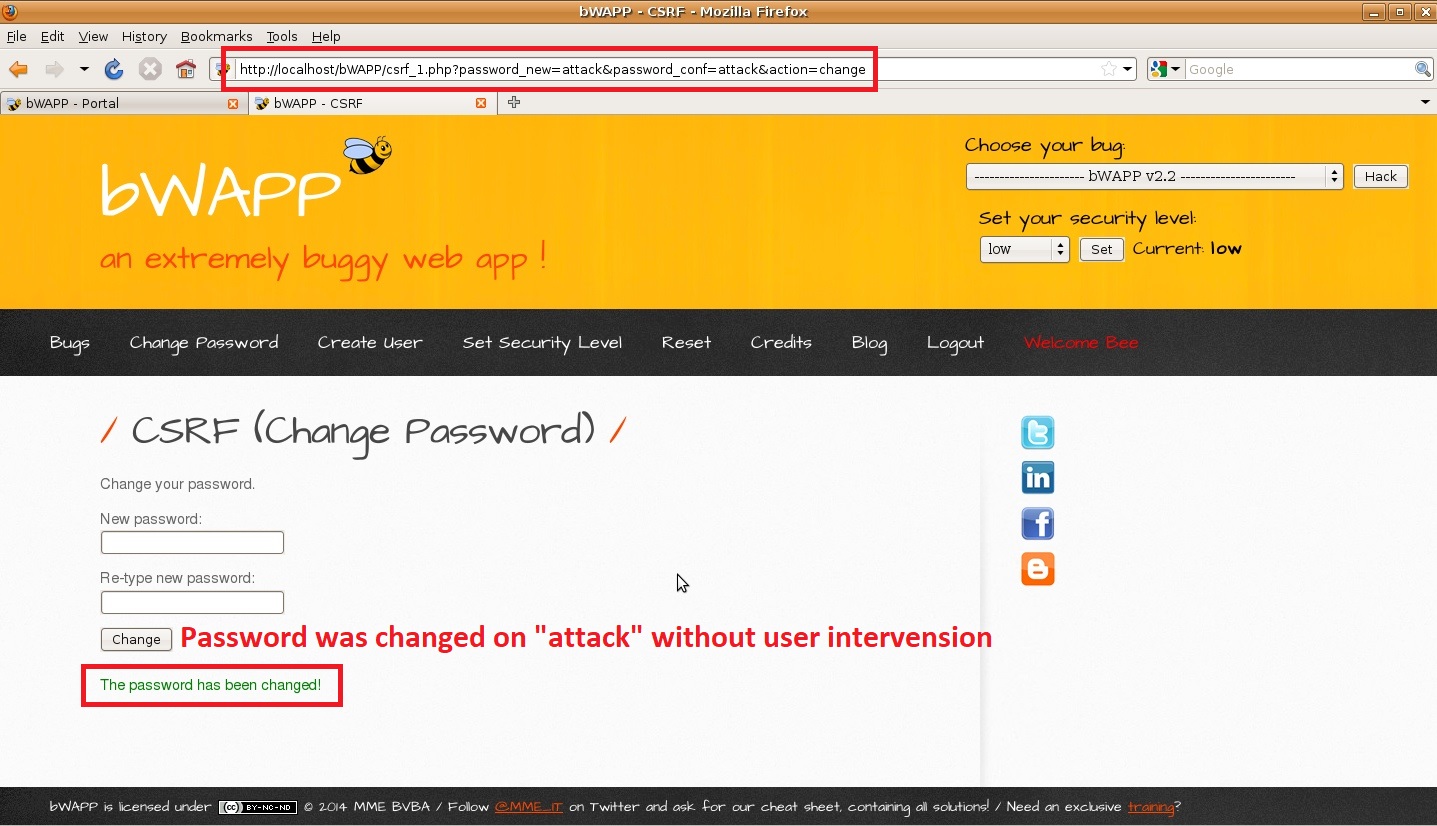 bWAPP - CSRF - Mozilla Firefox
File Edit View History Bookmarks Tools Help
http://localhost/bWAPP/csrf_1.php?password_new=attack&password_conf=attack&action=change
Google
bWAPP - Portal
bWAPP - CSRF
bWAPP
an extremely buggy web app !
Choose your bug:
---------------------- bWAPP v2.2 -----------------------
Hack
Set your security level:
low
Set
Current: low
Bugs Change Password Create User Set Security Level Reset Credits Blog Logout Welcome Bee
/ CSRF (Change Password) /
Change your password.
New password:
Re-type new password:
Change
Password was changed on "attack" without user intervension
The password has been changed!
t
in
f
B
bWAPP is licensed under (cc) BY-NC-ND © 2014 MME BVBA / Follow @MME_IT on Twitter and ask for our cheat sheet, containing all solutions! / Need an exclusive training?